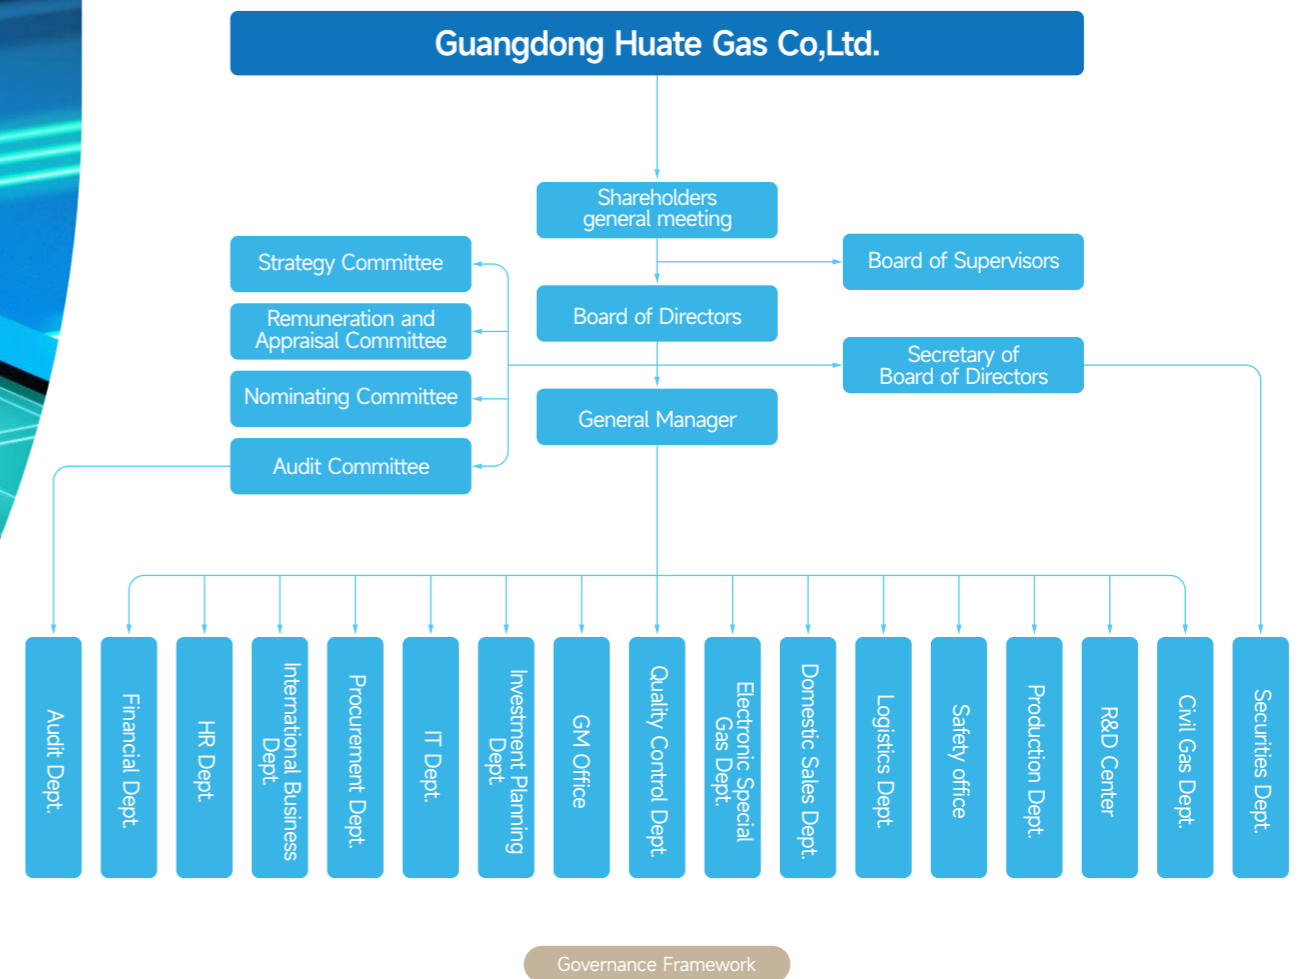 Guangdong Huate Gas Co,Ltd.
Shareholders
general meeting
Strategy Committee
Board of Supervisors
Remuneration and
Appraisal Committee
Board of Directors
Secretary of
Board of Directors
Nominating Committee
General Manager
Audit Committee
Audit Dept.
Financial Dept.
HR Dept.
International Business
Dept.
Procurement Dept.
IT Dept.
Investment Planning
Dept.
GM Office
Quality Control Dept.
Electronic Special
Gas Dept.
Domestic Sales Dept.
Logistics Dept.
Safety office
Production Dept.
R&D Center
Civil Gas Dept.
Securities Dept.
Governance Framework